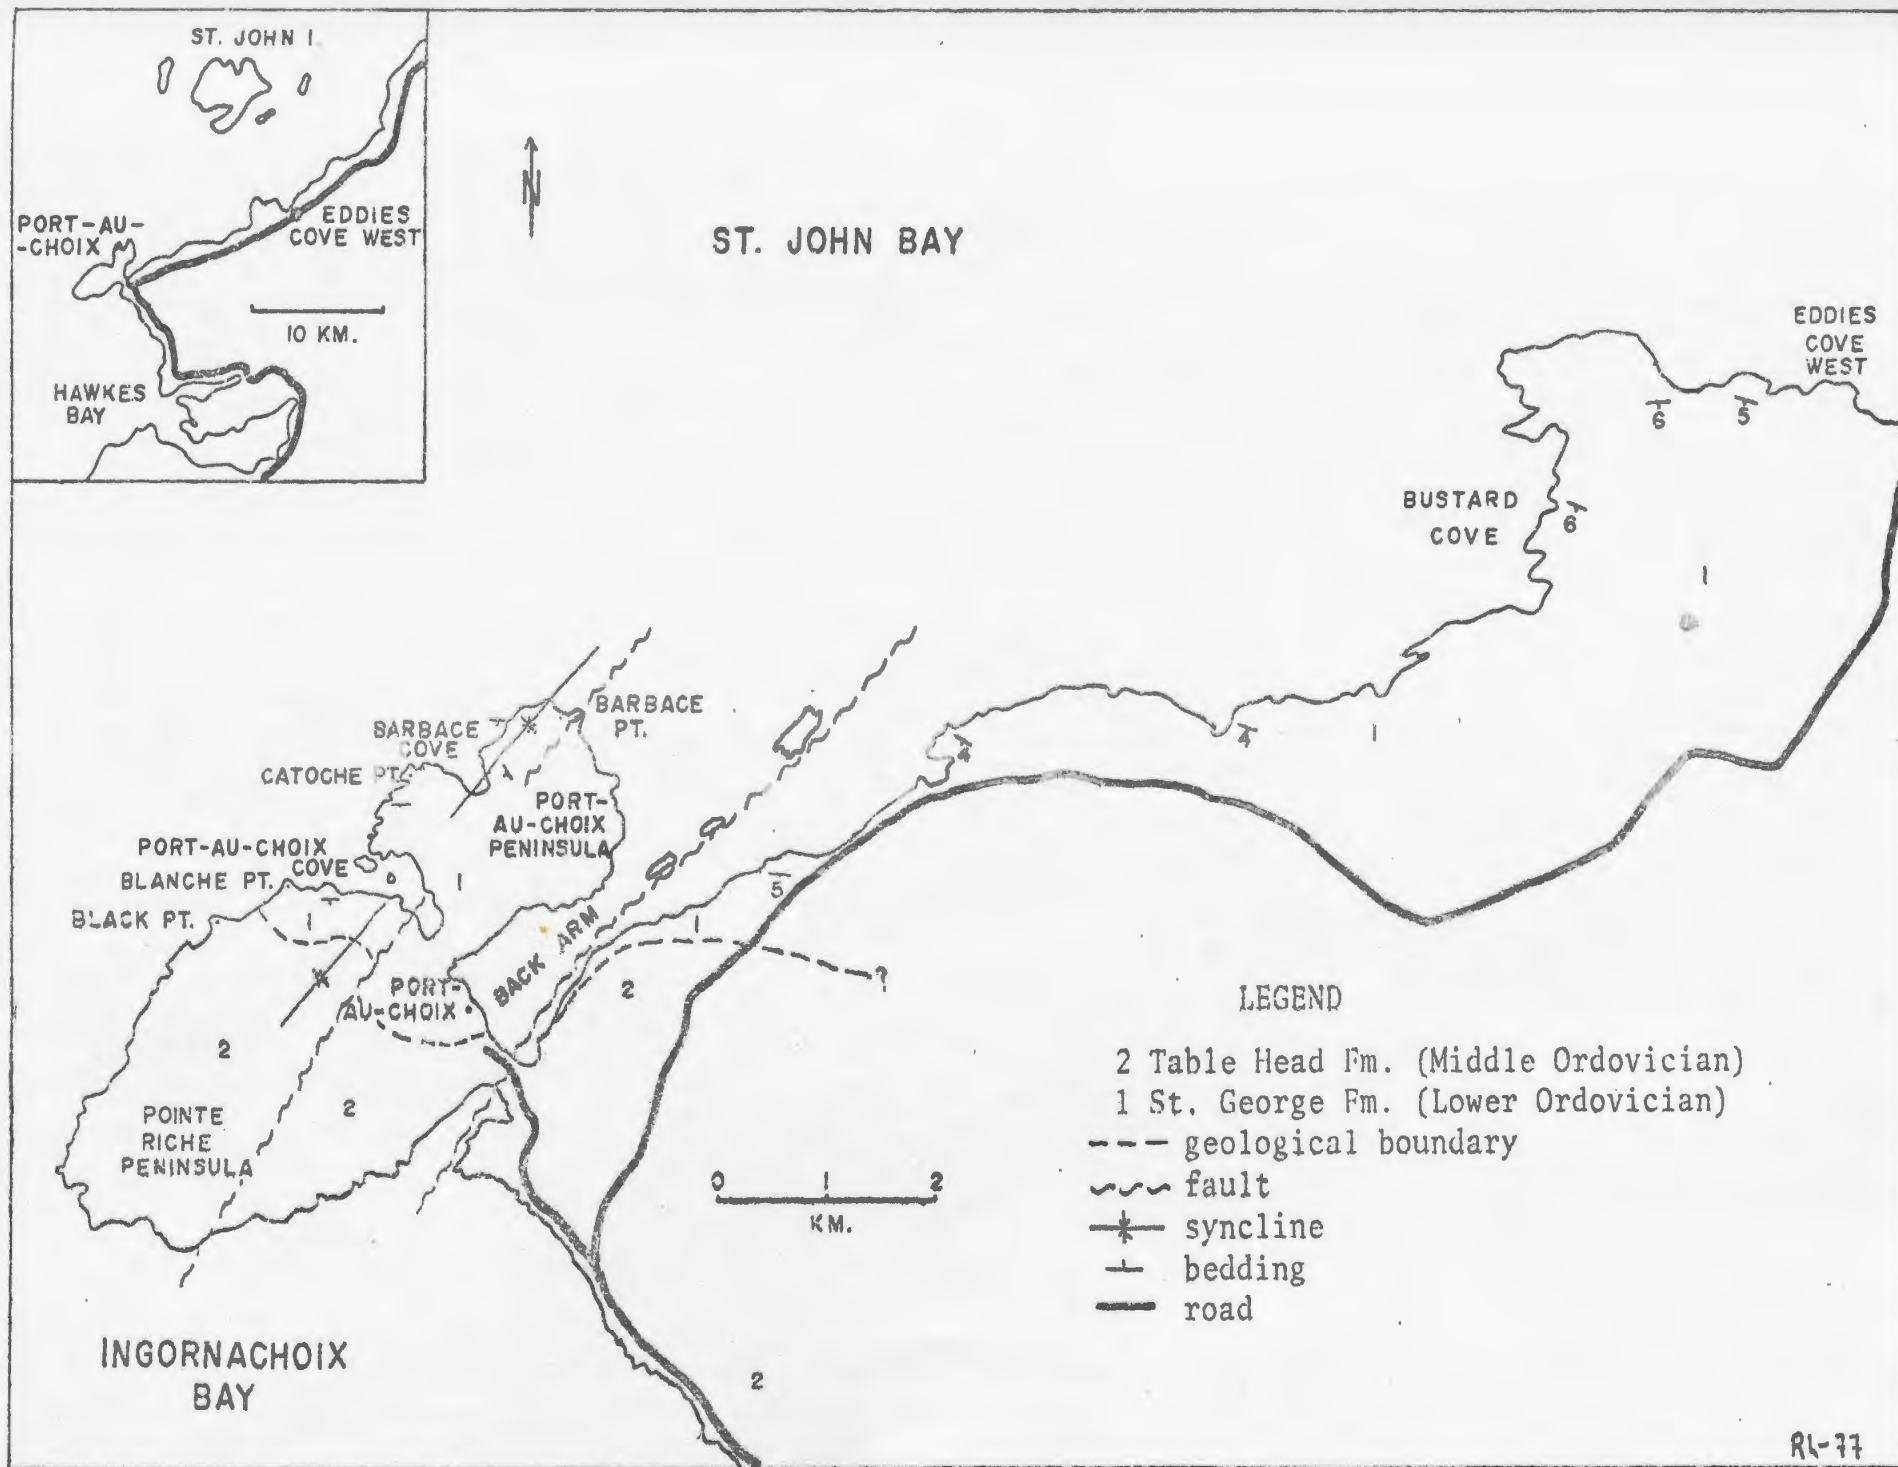 ST. JOHN I.
PORT-AU-
-CHOIX
EDDIES
COVE WEST
10 KM.
HAWKES
BAY
N
ST. JOHN BAY
EDDIES
COVE
WEST
6
5
BUSTARD
COVE
6
1
BARBACE
PT.
BARBACE
COVE
CATOCHE PT.
4
4
1
PORT-
AU-CHOIX
PENINSULA
PORT-AU-CHOIX
COVE
BLANCHE PT.
BLACK PT.
1
1
5
1
BACK ARM
2
?
PORT-
AU-CHOIX
2
2
POINTE
RICHE
PENINSULA
0 1 2
KM.
LEGEND
2 Table Head Fm. (Middle Ordovician)
1 St. George Fm. (Lower Ordovician)
geological boundary
fault
syncline
bedding
road
INGORNACHOIX
BAY
2
RL-77